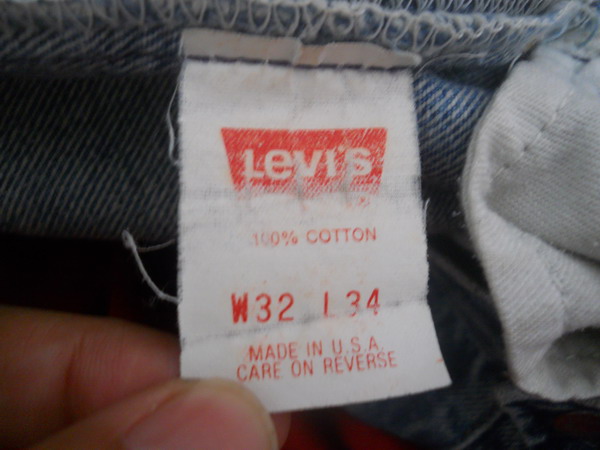 Levi's
100% COTTON
W32 L34
MADE IN U.S.A.
CARE ON REVERSE